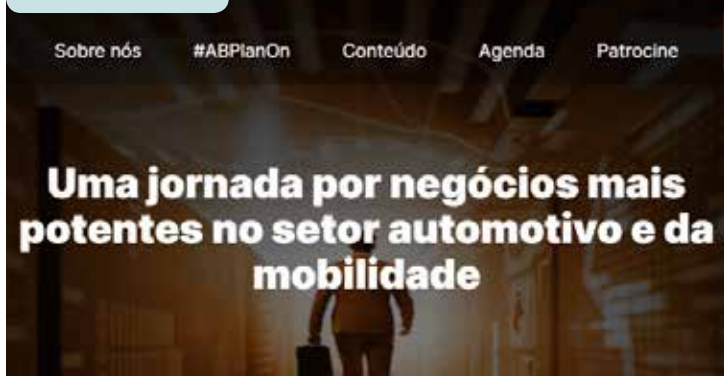 Sobre nós #ABPlanOn Conteúdo Agenda Patrocine
Uma jornada por negócios mais
potentes no setor automotivo e da
mobilidade